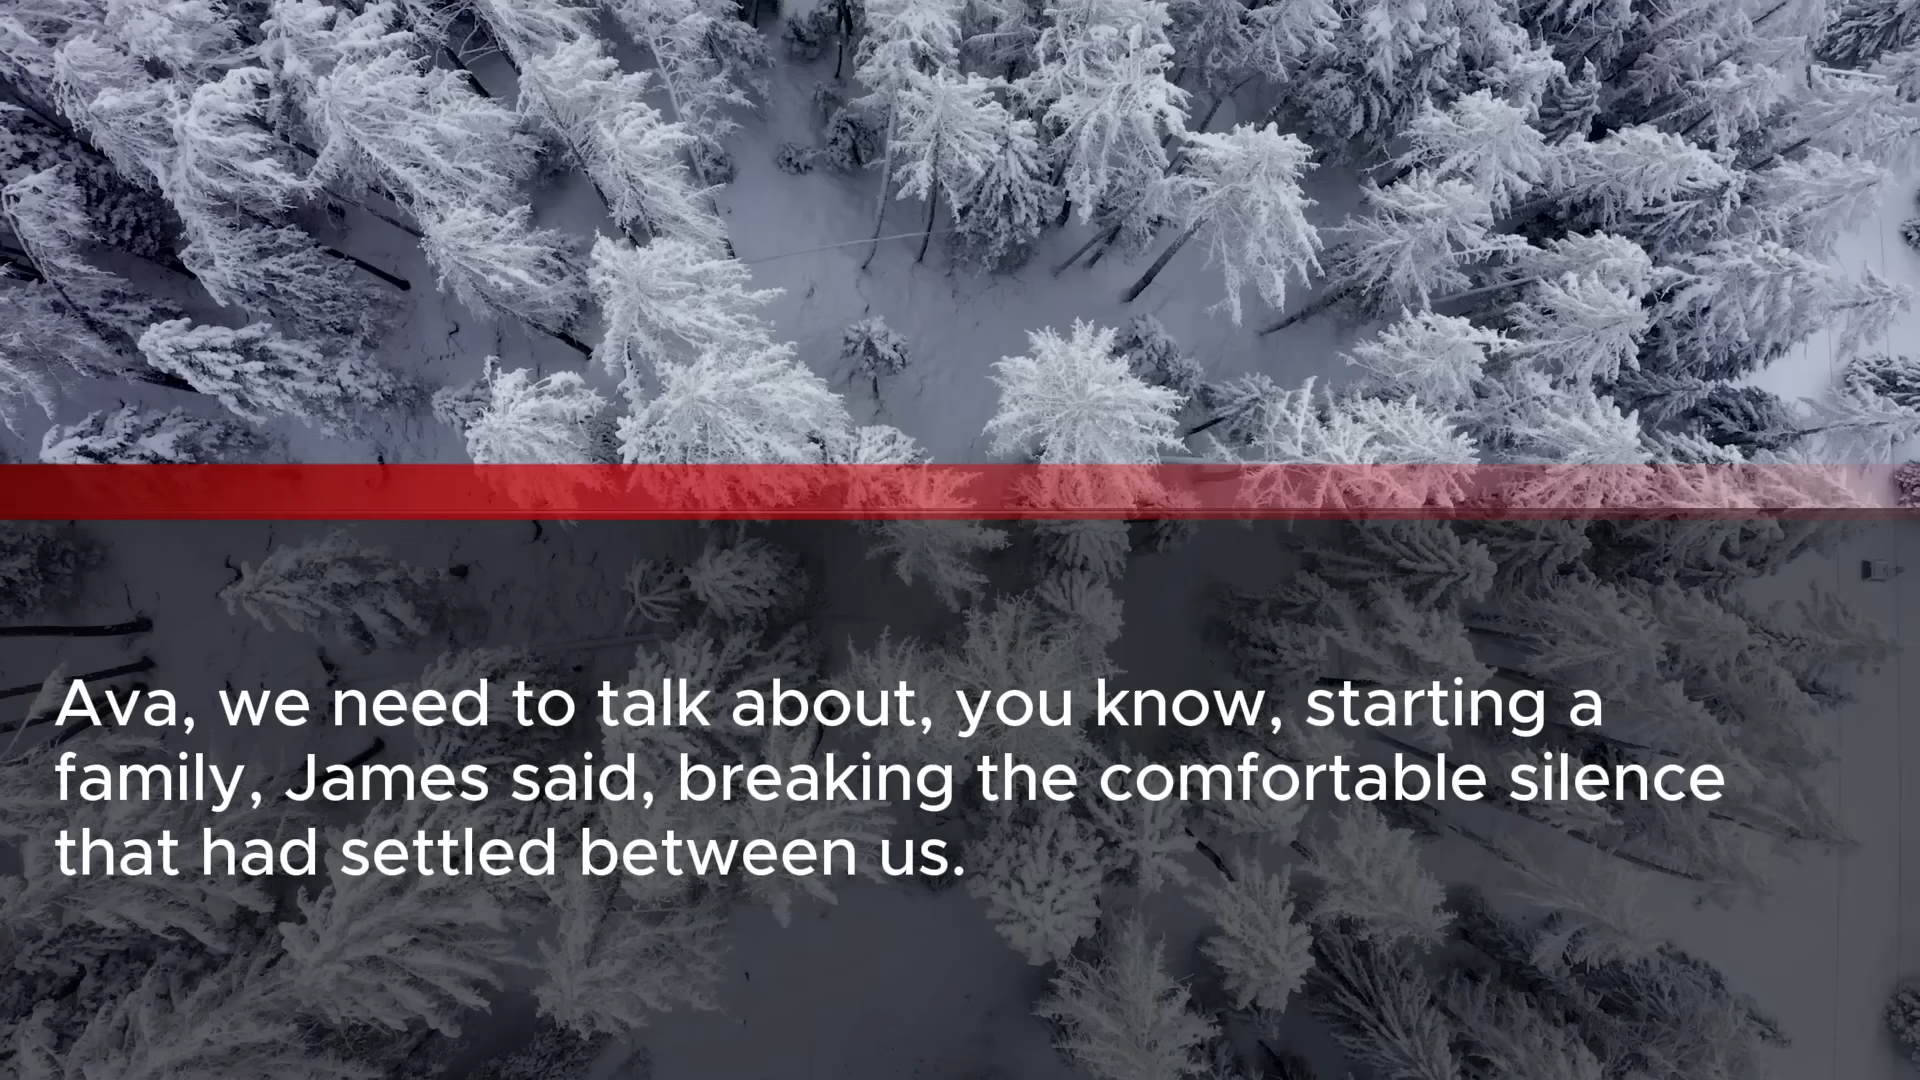 Ava, we need to talk about, you know, starting a
family, James said, breaking the comfortable silence
that had settled between us.